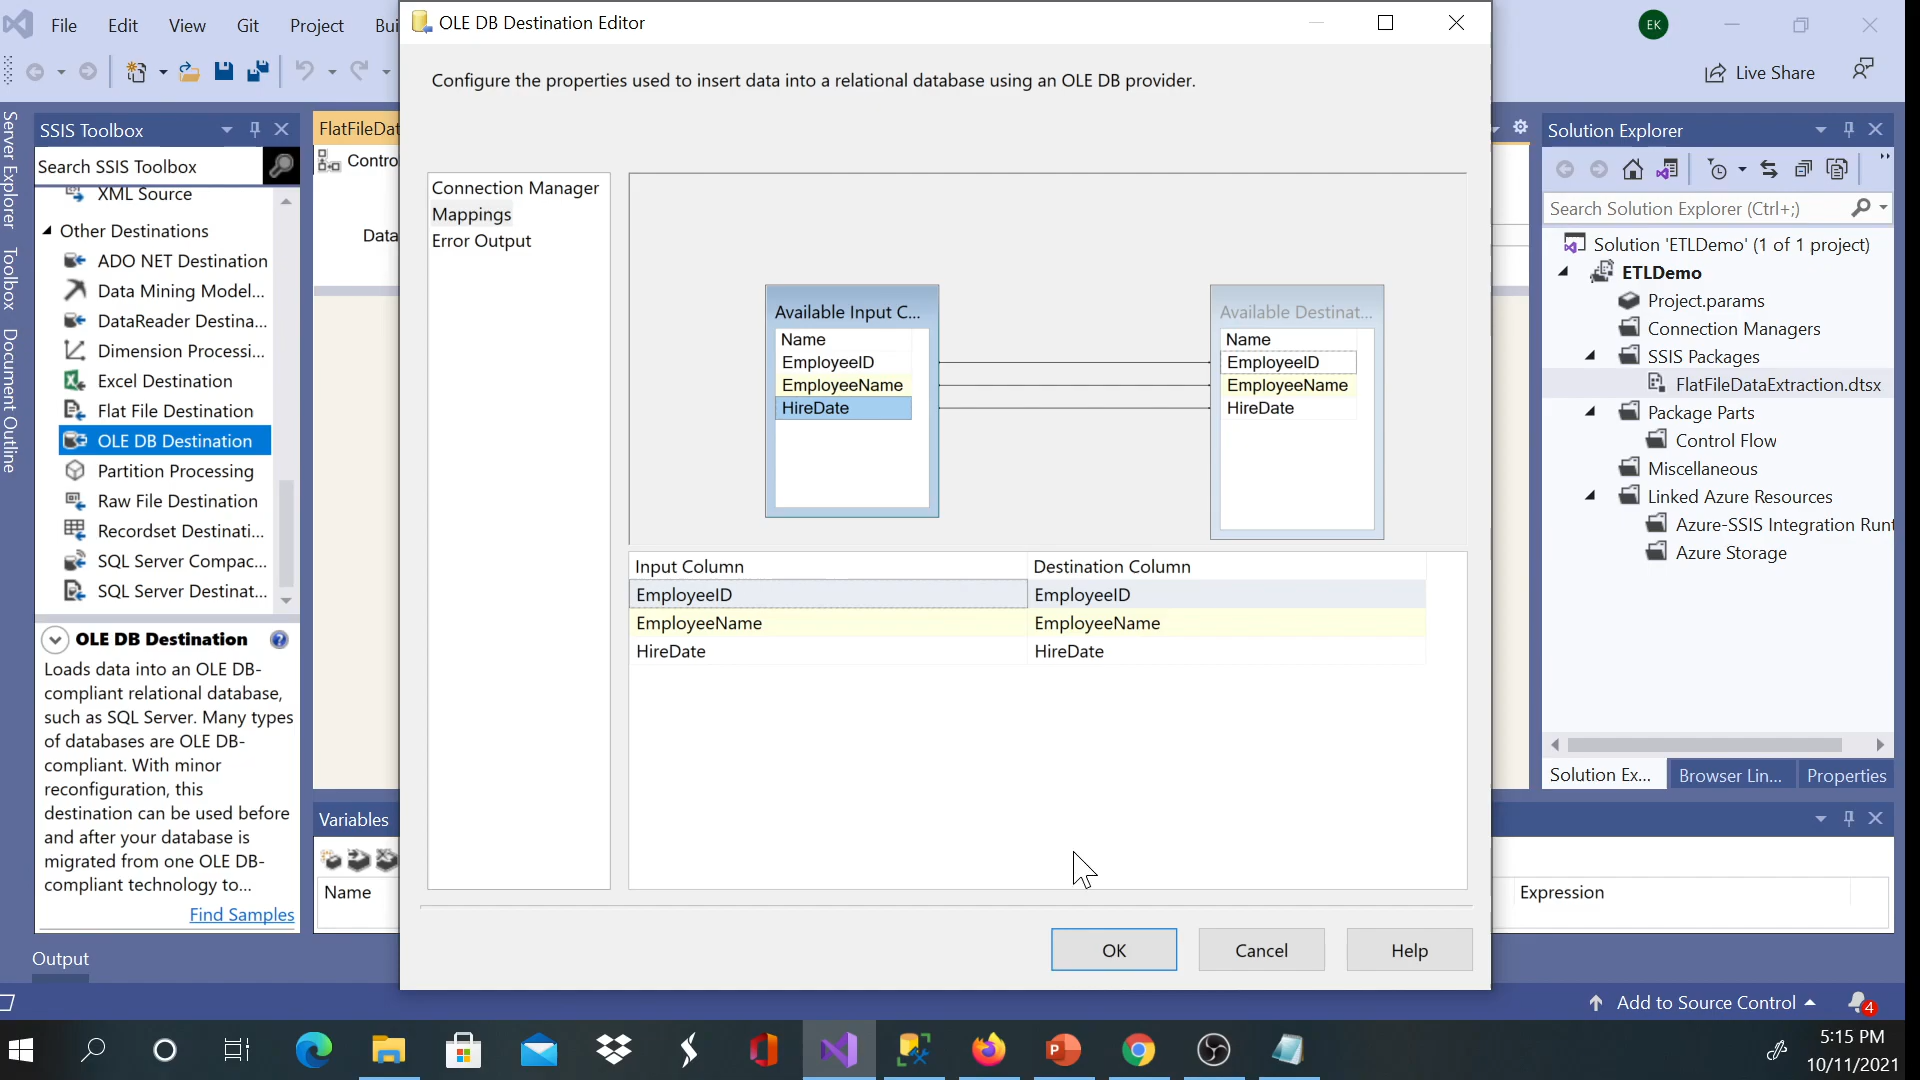 File
Edit
View
Git
Project
Bui
OLE DB Destination Editor
EK
Live Share
Configure the properties used to insert data into a relational database using an OLE DB provider.
Server Explorer
Toolbox
Document Outline
SSIS Toolbox
Search SSIS Toolbox
XML Source
Other Destinations
ADO NET Destination
Data Mining Model...
DataReader Destina...
Dimension Processi...
Excel Destination
Flat File Destination
OLE DB Destination
Partition Processing
Raw File Destination
Recordset Destinati...
SQL Server Compac...
SQL Server Destinat...
OLE DB Destination
Loads data into an OLE DB-
compliant relational database,
such as SQL Server. Many types
of databases are OLE DB-
compliant. With minor
reconfiguration, this
destination can be used before
and after your database is
migrated from one OLE DB-
compliant technology to...
Find Samples
Output
FlatFileDat
Contro
Data
Variables
Name
Connection Manager
Mappings
Error Output
Available Input C...
Name
EmployeeID
EmployeeName
HireDate
Available Destinat...
Name
EmployeeID
EmployeeName
HireDate
Input Column Destination Column
EmployeeID EmployeeID
EmployeeName EmployeeName
HireDate HireDate
OK
Cancel
Help
Solution Explorer
Search Solution Explorer (Ctrl+;)
Solution 'ETLDemo' (1 of 1 project)
ETLDemo
Project.params
Connection Managers
SSIS Packages
FlatFileDataExtraction.dtsx
Package Parts
Control Flow
Miscellaneous
Linked Azure Resources
Azure-SSIS Integration Runt
Azure Storage
Solution Ex...
Browser Lin...
Properties
Expression
Add to Source Control
4
5:15 PM
10/11/2021